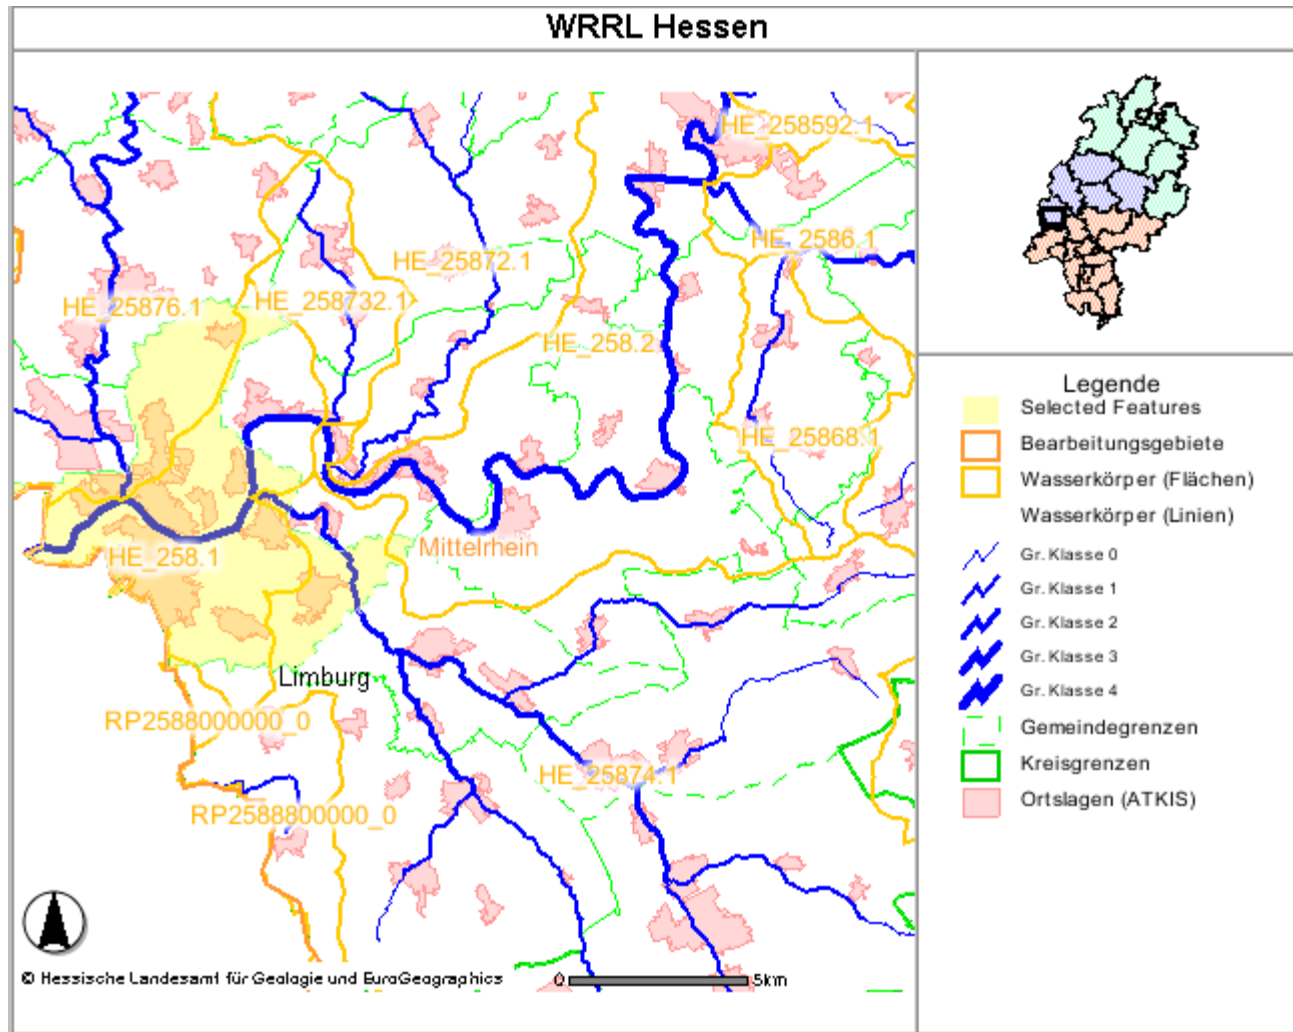 WRRL Hessen
HE_258592.1
HE_2586.1
HE_25872.1
HE_25876.1
HE_258732.1
HE_258.2
HE_25868.1
Mittelrhein
HE_258.1
Limburg
RP2588000000_0
HE_25874.1
RP2588800000_0
© Hessische Landesamt für Geologie und EuroGeographics
0 5km
Legende
Selected Features
Bearbeitungsgebiete
Wasserkörper (Flächen)
Wasserkörper (Linien)
Gr. Klasse 0
Gr. Klasse 1
Gr. Klasse 2
Gr. Klasse 3
Gr. Klasse 4
Gemeindegrenzen
Kreisgrenzen
Ortslagen (ATKIS)